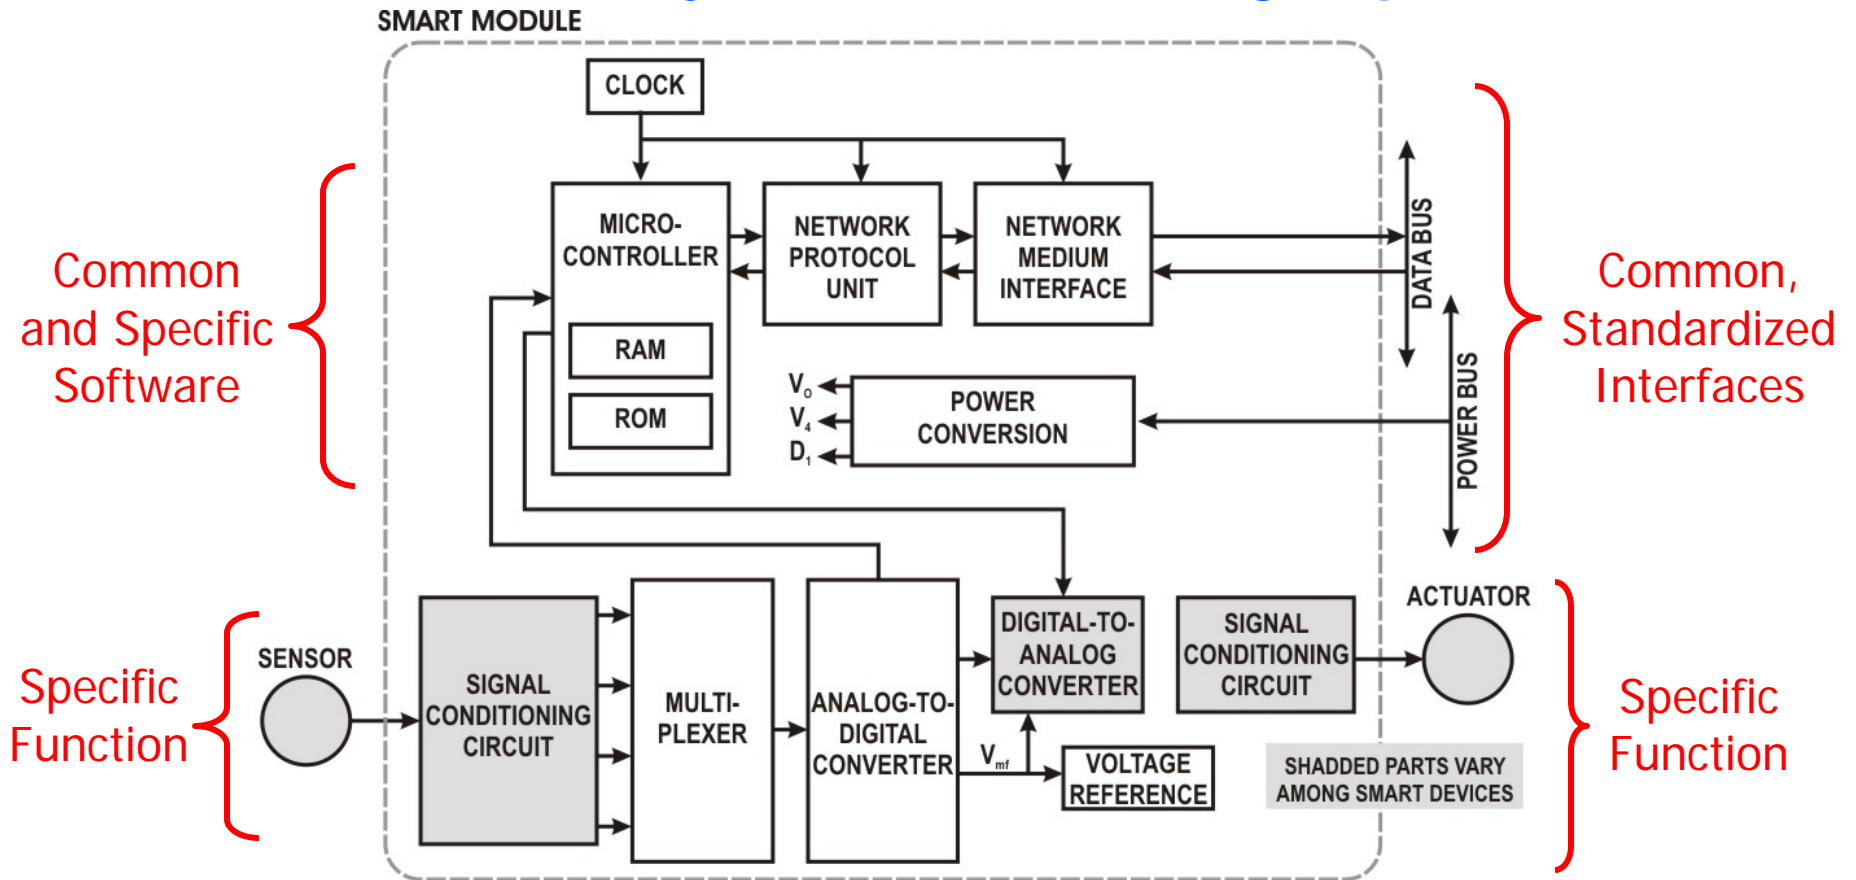 SMART MODULE
CLOCK
MICRO-
CONTROLLER
RAM
ROM
NETWORK
PROTOCOL
UNIT
NETWORK
MEDIUM
INTERFACE
DATA BUS
POWER BUS
V₀
V₄
D₁
POWER
CONVERSION
Common
and Specific
Software
Common,
Standardized
Interfaces
Specific
Function
SENSOR
SIGNAL
CONDITIONING
CIRCUIT
MULTI-
PLEXER
ANALOG-TO-
DIGITAL
CONVERTER
DIGITAL-TO-
ANALOG
CONVERTER
Vmf
VOLTAGE
REFERENCE
SIGNAL
CONDITIONING
CIRCUIT
ACTUATOR
SHADDED PARTS VARY
AMONG SMART DEVICES
Specific
Function